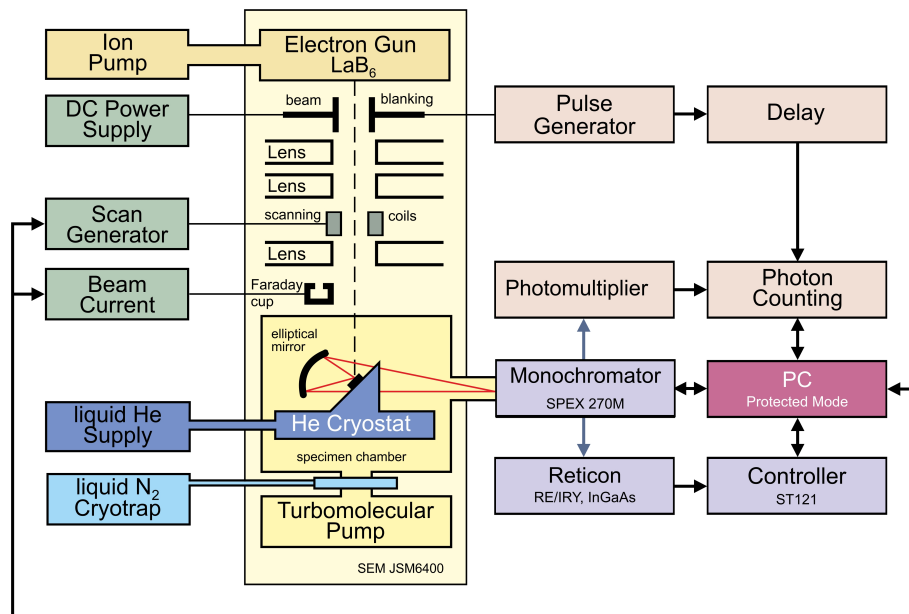 Ion
Pump
Electron Gun
LaB6
DC Power
Supply
beam
blanking
Pulse
Generator
Delay
Lens
Lens
Scan
Generator
scanning
coils
Lens
Beam
Current
Faraday
cup
Photomultiplier
Photon
Counting
elliptical
mirror
Monochromator
SPEX 270M
PC
Protected Mode
liquid He
Supply
He Cryostat
specimen chamber
liquid N2
Cryotrap
Reticon
RE/IRY, InGaAs
Controller
ST121
Turbomolecular
Pump
SEM JSM6400